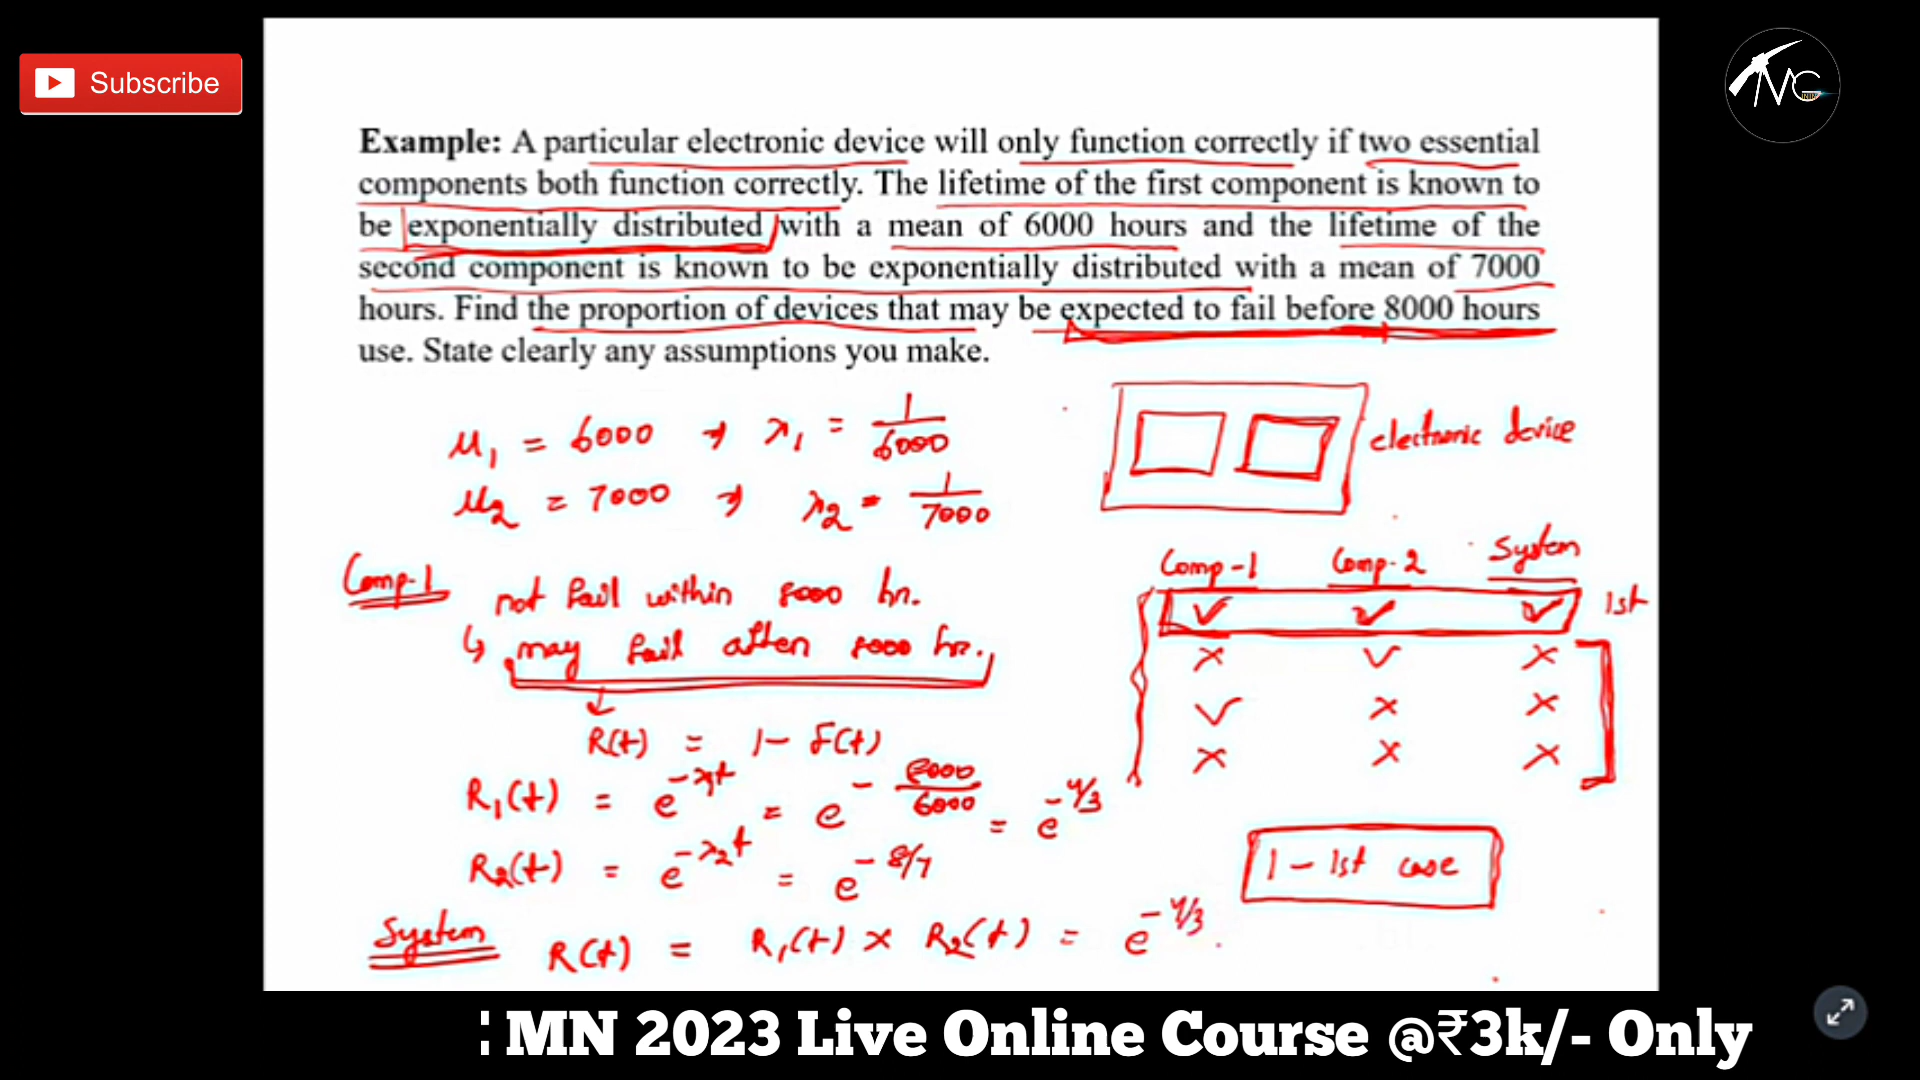 Subscribe
MG
Example: A particular electronic device will only function correctly if two essential
components both function correctly. The lifetime of the first component is known to
be exponentially distributed with a mean of 6000 hours and the lifetime of the
second component is known to be exponentially distributed with a mean of 7000
hours. Find the proportion of devices that may be expected to fail before 8000 hours
use. State clearly any assumptions you make.
μ₁ = 6000 → λ₁ = 1/6000
μ₂ = 7000 → λ₂ = 1/7000
electronic device
Comp-1 not fail within 8000 hr.
↳ may fail after 8000 hr.
R(t) = 1 - F(t)
R₁(t) = e^-λ₁t = e^-8000/6000 = e^-4/3
R₂(t) = e^-λ₂t = e^-8/7
System R(t) = R₁(t) × R₂(t) = e^-4/3
Comp-1 Comp-2 System
✓ ✓ ✓ 1st
× ✓ ×
✓ × ×
× × ×
1 - 1st case
: MN 2023 Live Online Course @₹3k/- Only